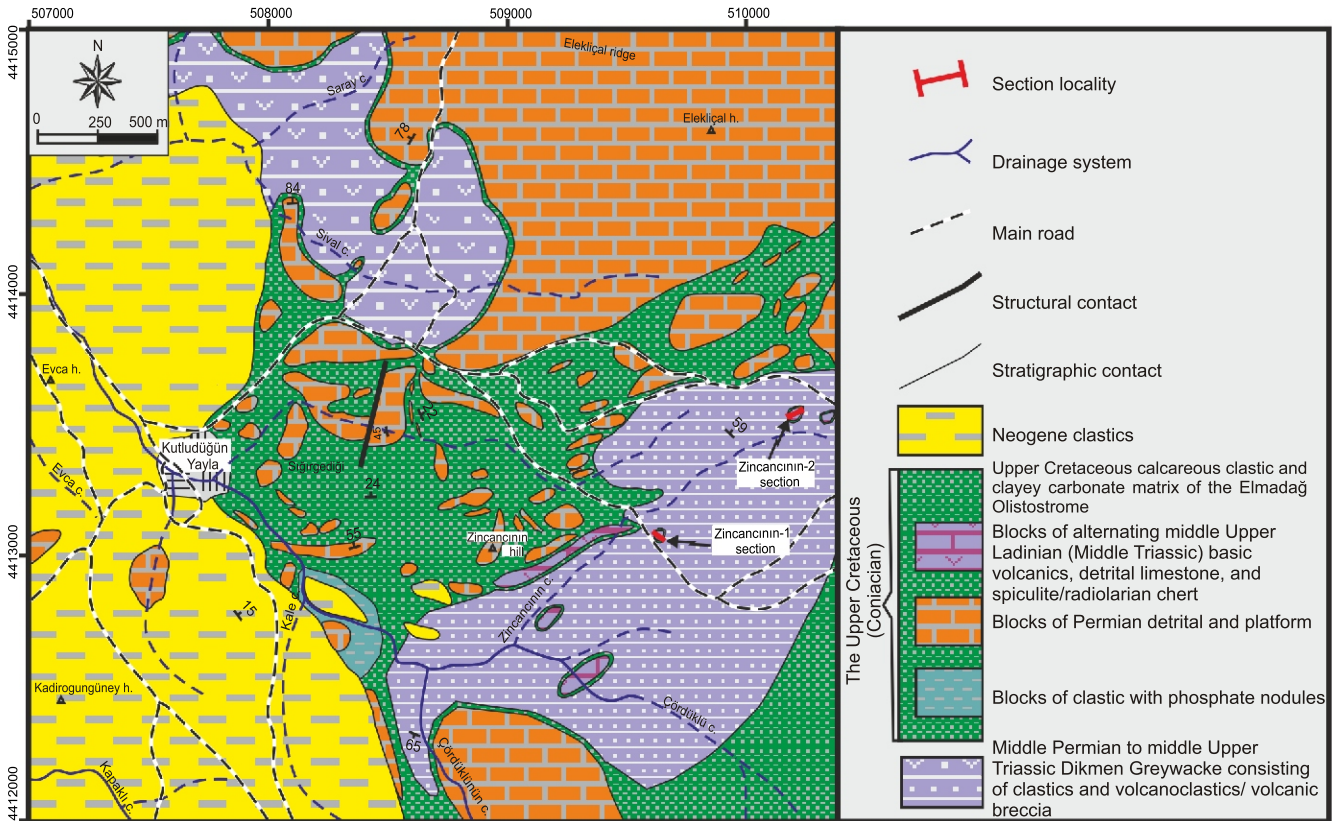 507000
508000
509000
510000
4415000
4414000
4413000
4412000
N
0
250
500 m
Elekliçal ridge
Saray c.
Elekliçal h.
78
84
Sival c.
Evca h.
Kutludüğün
Yayla
Evca c.
Sığırgediği
45
24
55
59
Zincancının-2
section
Zincancının-1
section
Zincancının
hill
15
Kale c.
Zincancının c.
Kadirogungüney h.
Kapaklı c.
65
Çördüklünün c.
Çördüklü c.
Section locality
Drainage system
Main road
Structural contact
Stratigraphic contact
Neogene clastics
The Upper Cretaceous
(Coniacian)
Upper Cretaceous calcareous clastic and
clayey carbonate matrix of the Elmadağ
Olistostrome
Blocks of alternating middle Upper
Ladinian (Middle Triassic) basic
volcanics, detrital limestone, and
spiculite/radiolarian chert
Blocks of Permian detrital and platform
Blocks of clastic with phosphate nodules
Middle Permian to middle Upper
Triassic Dikmen Greywacke consisting
of clastics and volcanoclastics/ volcanic
breccia